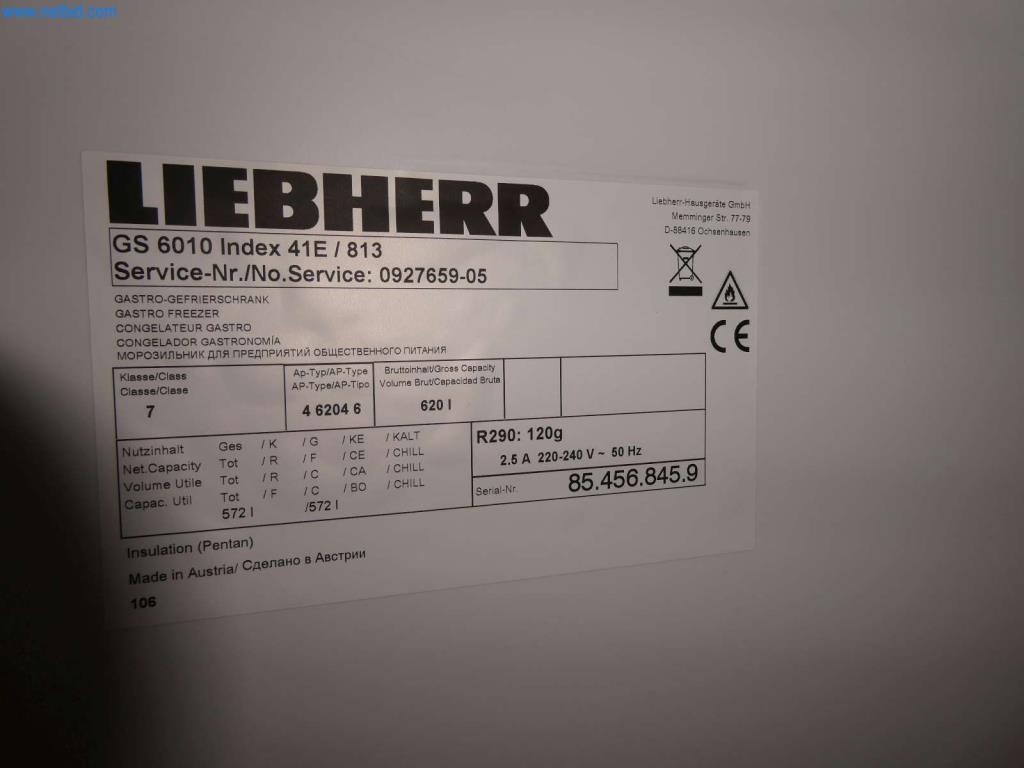 www.netbid.com
LIEBHERR
GS 6010 Index 41E / 813
Service-Nr./No.Service: 0927659-05
Liebherr-Hausgeräte GmbH
Memminger Str. 77-79
D-88416 Ochsenhausen
CE
GASTRO-GEFRIERSCHRANK
GASTRO FREEZER
CONGELATEUR GASTRO
CONGELADOR GASTRONOMÍA
МОРОЗИЛЬНИК ДЛЯ ПРЕДПРИЯТИЙ ОБЩЕСТВЕННОГО ПИТАНИЯ
Klasse/Class
Classe/Clase
7
Ap-Typ/AP-Type
AP-Type/AP-Tipo
4 6204 6
Bruttoinhalt/Gross Capacity
Volume Brut/Capacidad Bruta
620 l
Nutzinhalt Ges /K /G /KE /KALT
Net.Capacity Tot /R /F /CE /CHILL
Volume Utile Tot /R /C /CA /CHILL
Capac. Util Tot /F /C /BO /CHILL
572 l /572 l
R290: 120g
2.5 A 220-240 V ~ 50 Hz
Serial-Nr. 85.456.845.9
Insulation (Pentan)
Made in Austria/ Сделано в Австрии
106